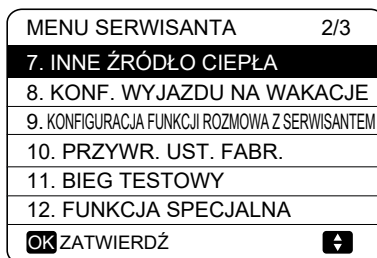 MENU SERWISANTA 2/3
7. INNE ŹRÓDŁO CIEPŁA
8. KONF. WYJAZDU NA WAKACJE
9. KONFIGURACJA FUNKCJI ROZMOWA Z SERWISANTEM
10. PRZYWR. UST. FABR.
11. BIEG TESTOWY
12. FUNKCJA SPECJALNA
OK ZATWIERDŹ